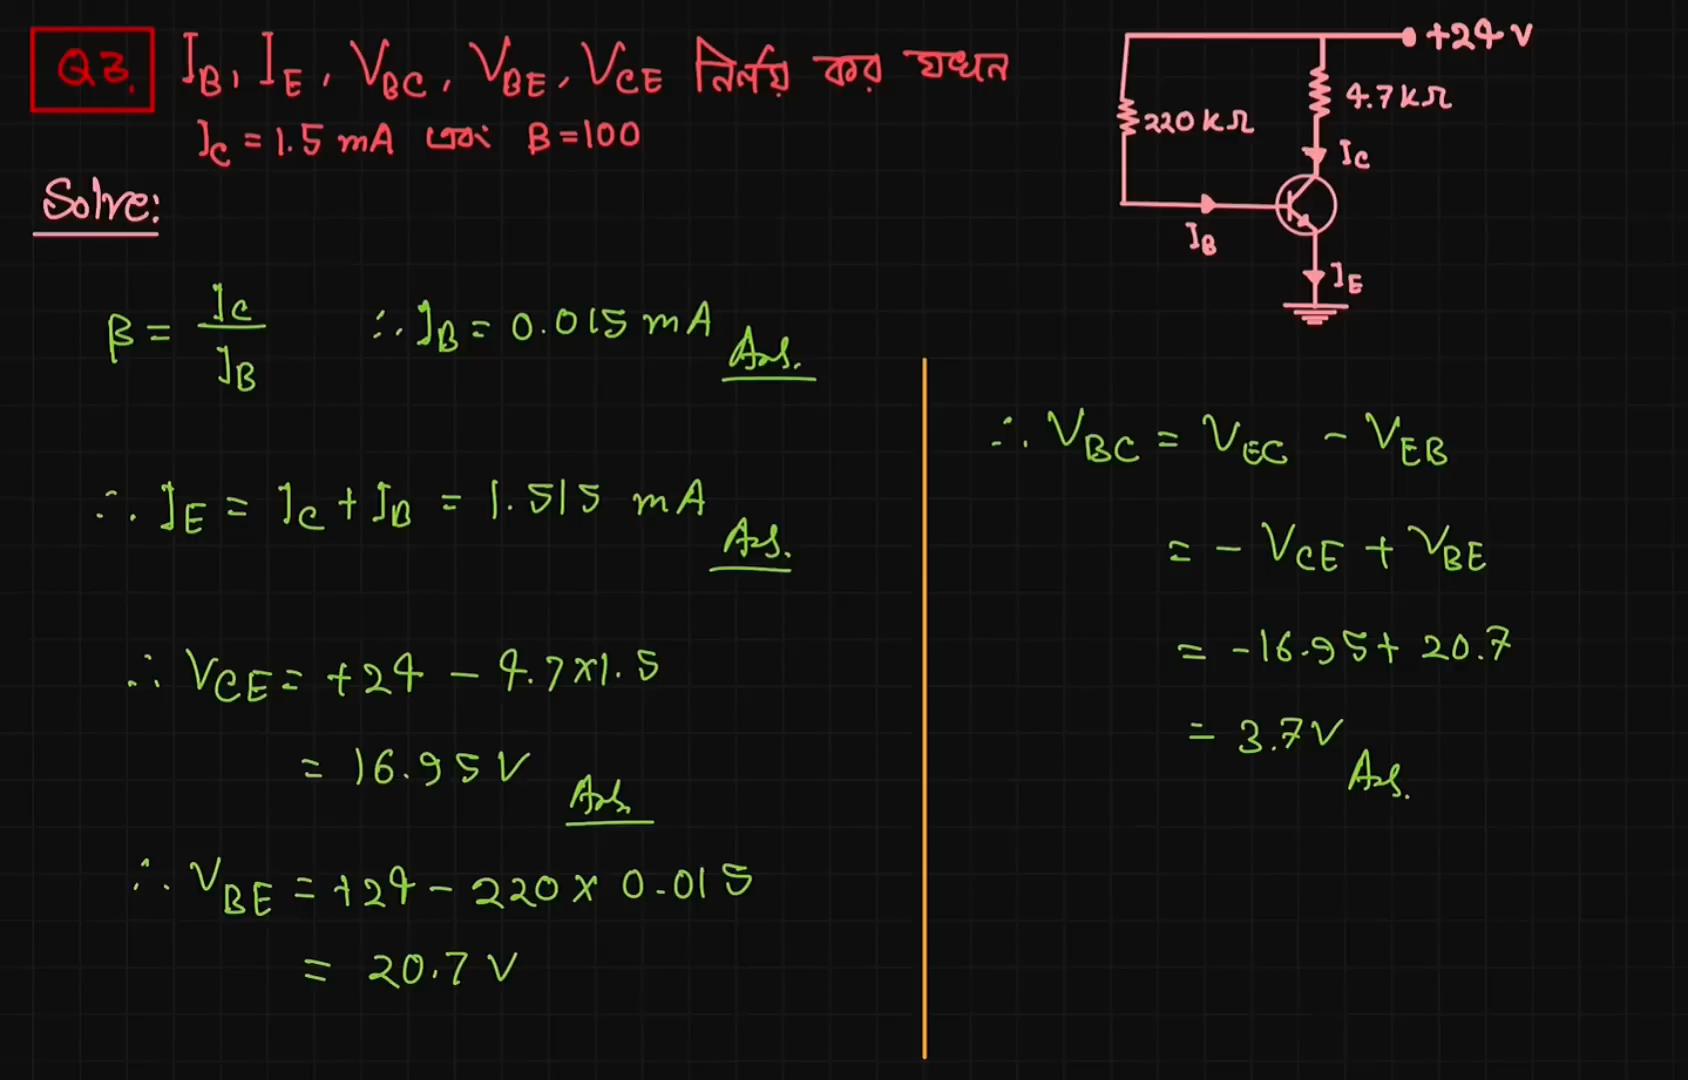 Q3. I_B, I_E, V_BC, V_BE, V_CE নির্ণয় কর যখন
I_C = 1.5 mA এবং B = 100
+24 V
4.7 KΩ
220 KΩ
I_C
I_B
I_E
Solve:
β = I_C / I_B ∴ I_B = 0.015 mA Ans.
∴ I_E = I_C + I_B = 1.515 mA Ans.
∴ V_CE = +24 − 4.7×1.5
= 16.95 V Ans.
∴ V_BE = +24 − 220 × 0.015
= 20.7 V
∴ V_BC = V_EC − V_EB
= − V_CE + V_BE
= −16.95 + 20.7
= 3.7V Ans.